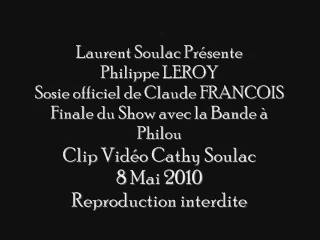 Laurent Soulac Présente
Philippe LEROY
Sosie officiel de Claude FRANCOIS
Finale du Show avec la Bande à
Philou
Clip Vidéo Cathy Soulac
8 Mai 2010
Reproduction interdite